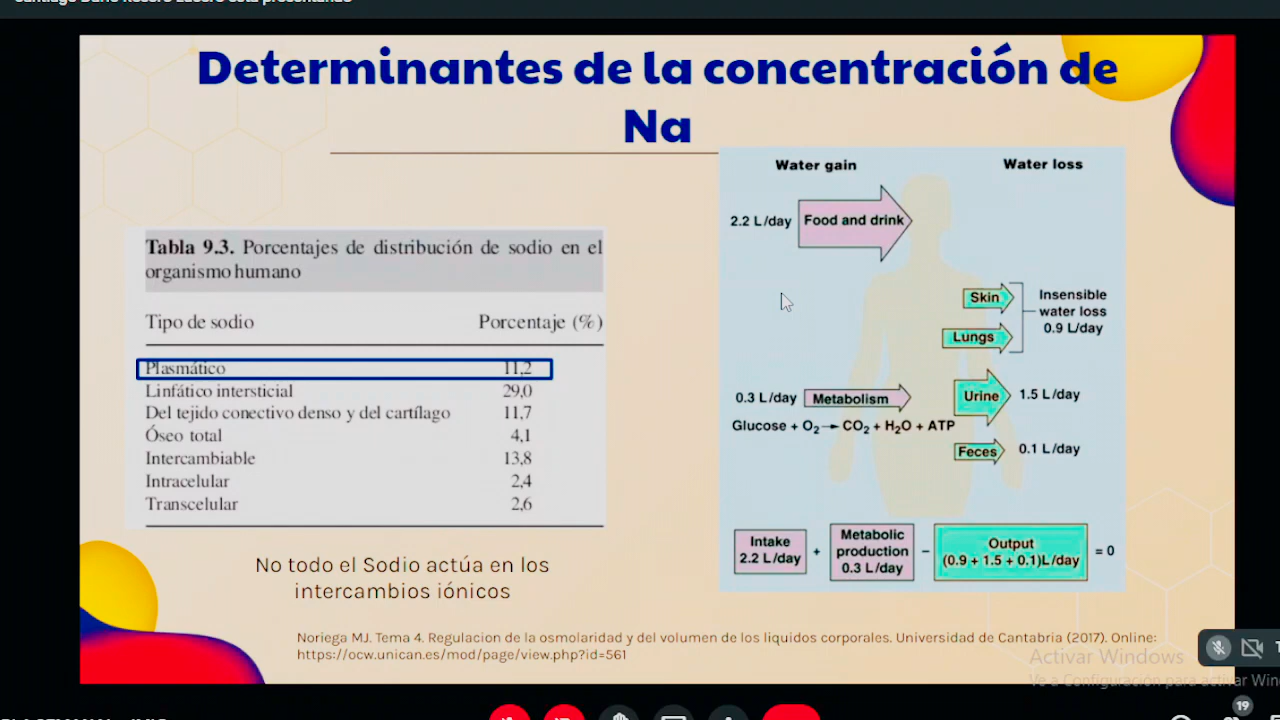 Determinantes de la concentración de
Na
Tabla 9.3. Porcentajes de distribución de sodio en el
organismo humano
Tipo de sodio Porcentaje (%)
Plasmático 11,2
Linfático intersticial 29,0
Del tejido conectivo denso y del cartílago 11,7
Óseo total 4,1
Intercambiable 13,8
Intracelular 2,4
Transcelular 2,6
No todo el Sodio actúa en los
intercambios iónicos
Water gain
Water loss
2.2 L/day Food and drink
Skin
Lungs
Insensible
water loss
0.9 L/day
0.3 L/day Metabolism
Glucose + O₂ → CO₂ + H₂O + ATP
Urine 1.5 L/day
Feces 0.1 L/day
Intake
2.2 L/day
+
Metabolic
production
0.3 L/day
−
Output
(0.9 + 1.5 + 0.1)L/day
= 0
Noriega MJ. Tema 4. Regulacion de la osmolaridad y del volumen de los liquidos corporales. Universidad de Cantabria (2017). Online:
https://ocw.unican.es/mod/page/view.php?id=561
Activar Windows
Ve a Configuración para activar Win
19